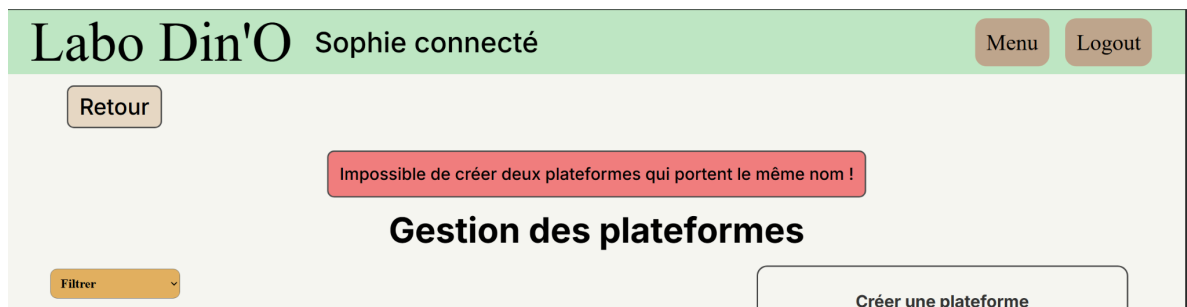 Labo Din'O Sophie connecté Menu Logout
Retour
Impossible de créer deux plateformes qui portent le même nom !
Gestion des plateformes
Filtrer
Créer une plateforme